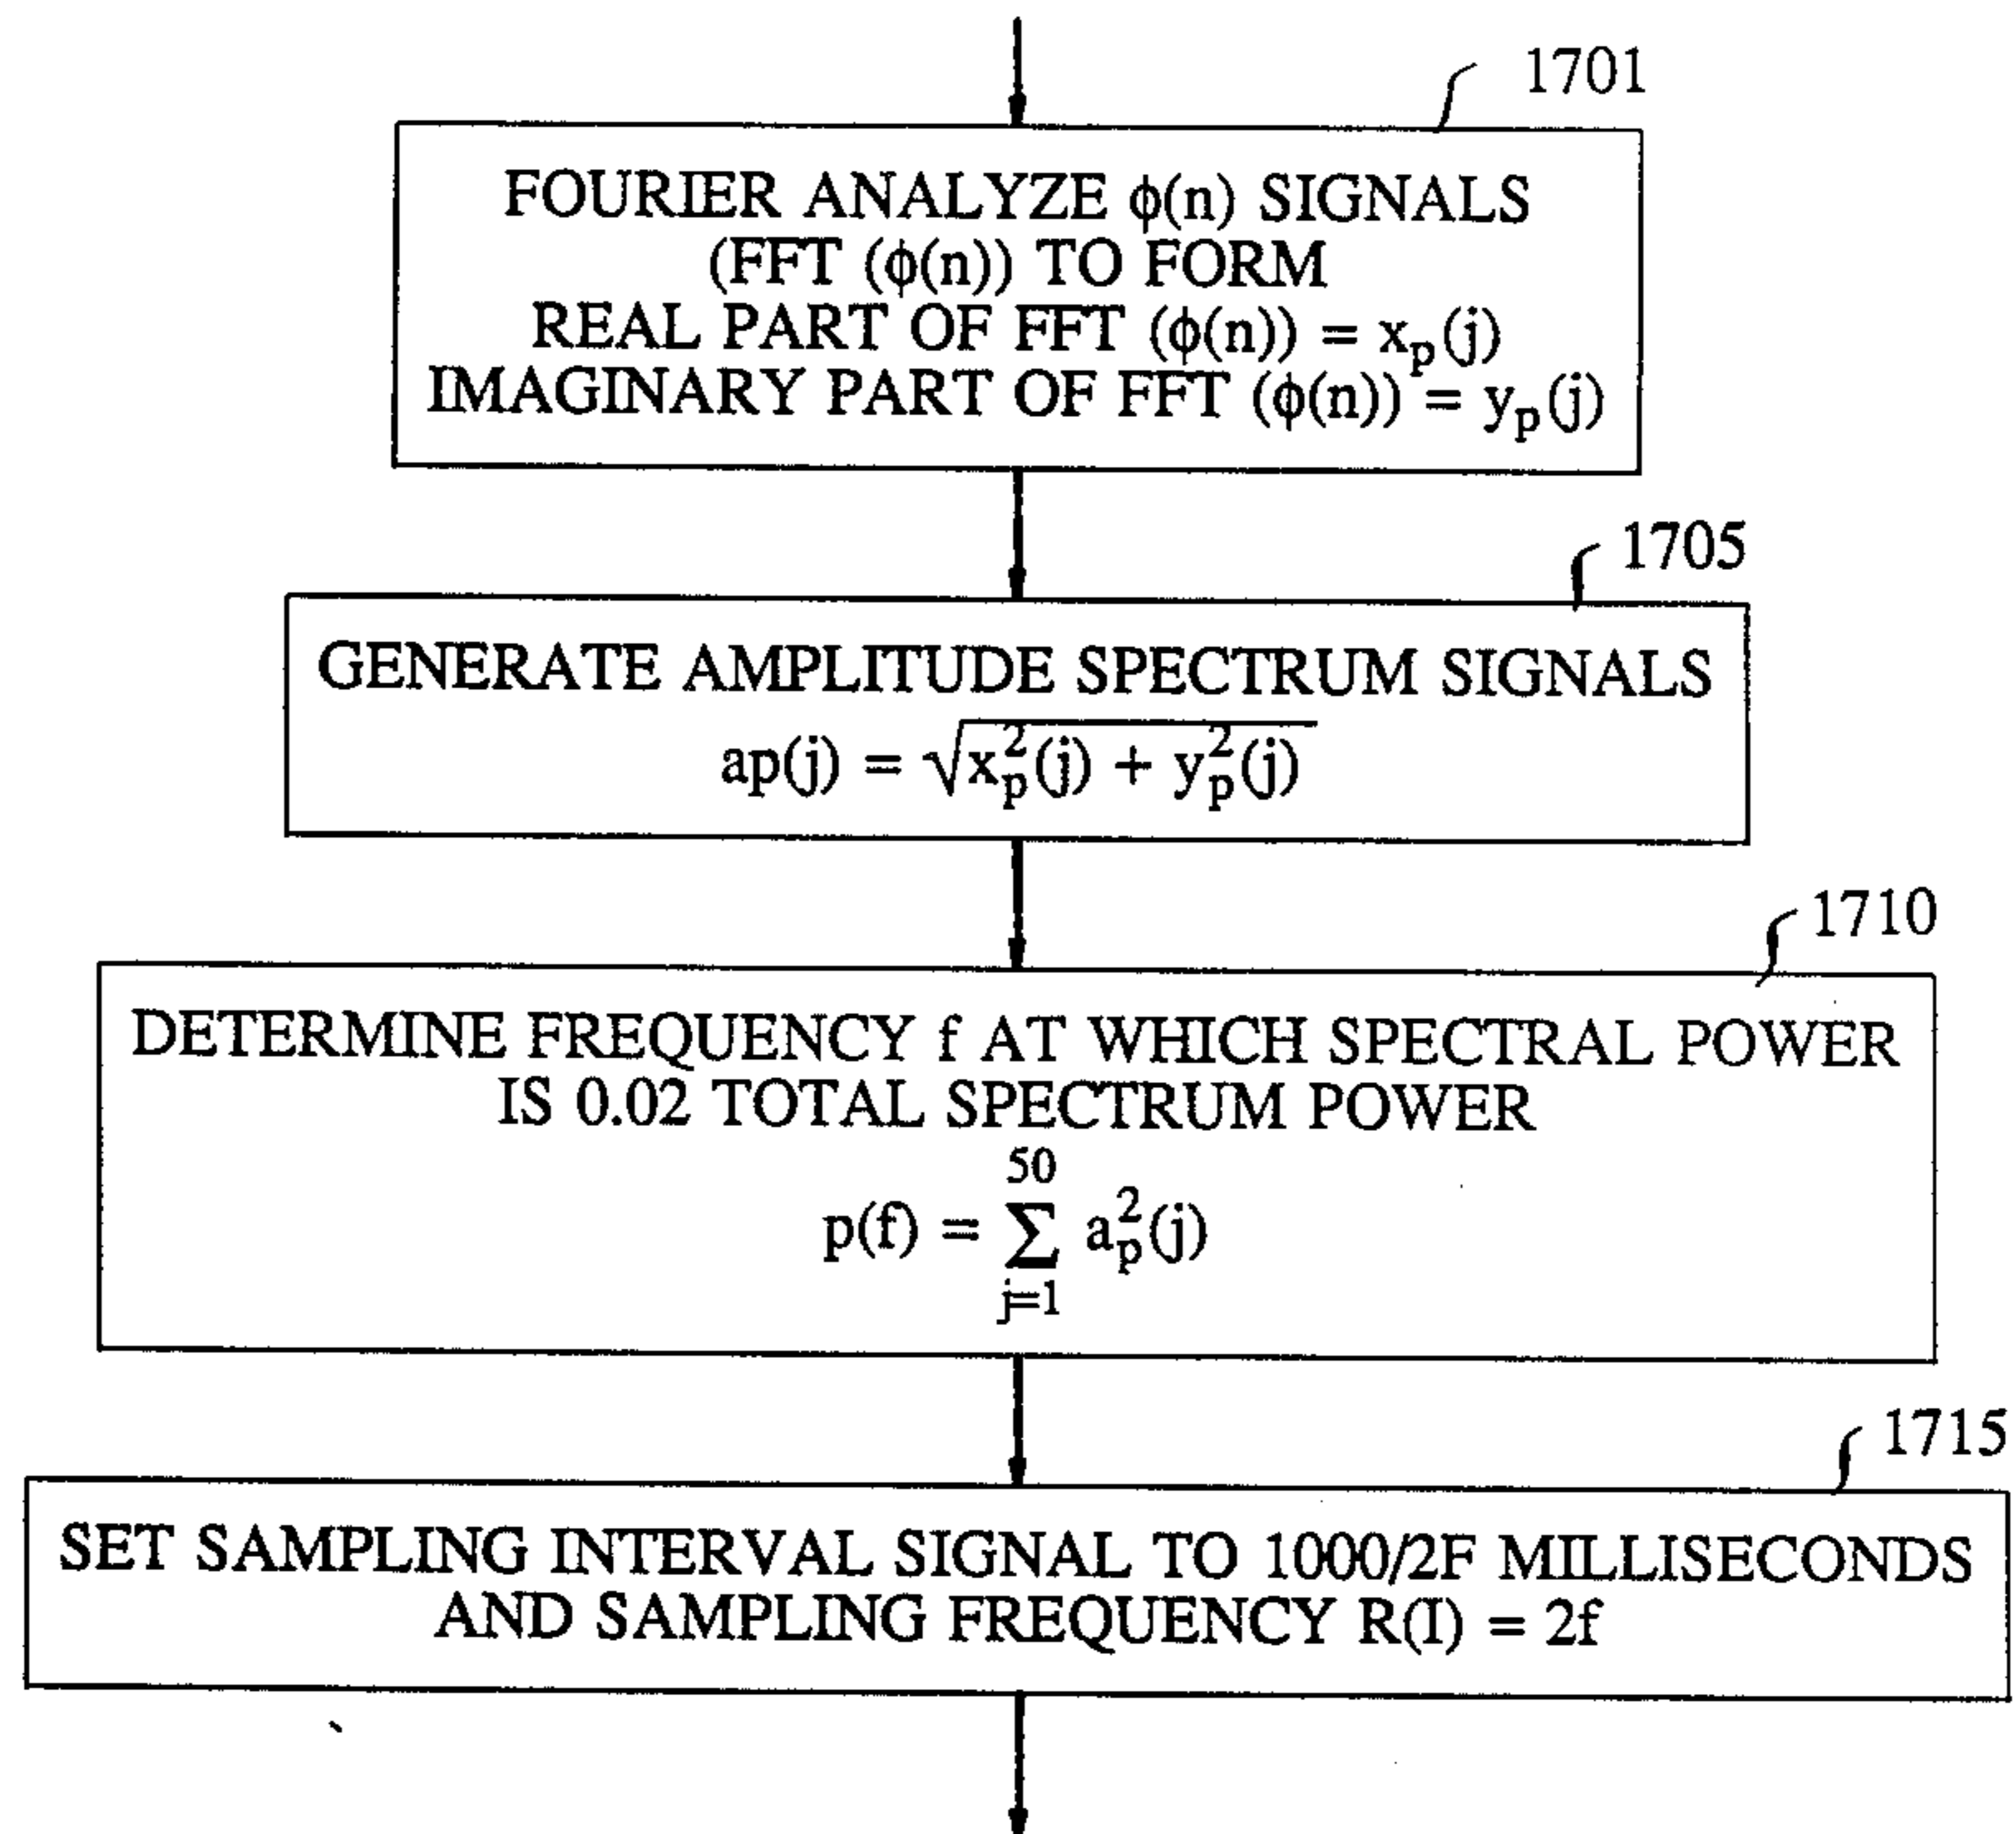 1701
FOURIER ANALYZE ϕ(n) SIGNALS
(FFT (ϕ(n)) TO FORM
REAL PART OF FFT (ϕ(n)) = xₚ(j)
IMAGINARY PART OF FFT (ϕ(n)) = yₚ(j)
1705
GENERATE AMPLITUDE SPECTRUM SIGNALS
ap(j) = √(xₚ²(j) + yₚ²(j))
1710
DETERMINE FREQUENCY f AT WHICH SPECTRAL POWER
IS 0.02 TOTAL SPECTRUM POWER
50
p(f) = Σ aₚ²(j)
j=1
1715
SET SAMPLING INTERVAL SIGNAL TO 1000/2F MILLISECONDS
AND SAMPLING FREQUENCY R(I) = 2f